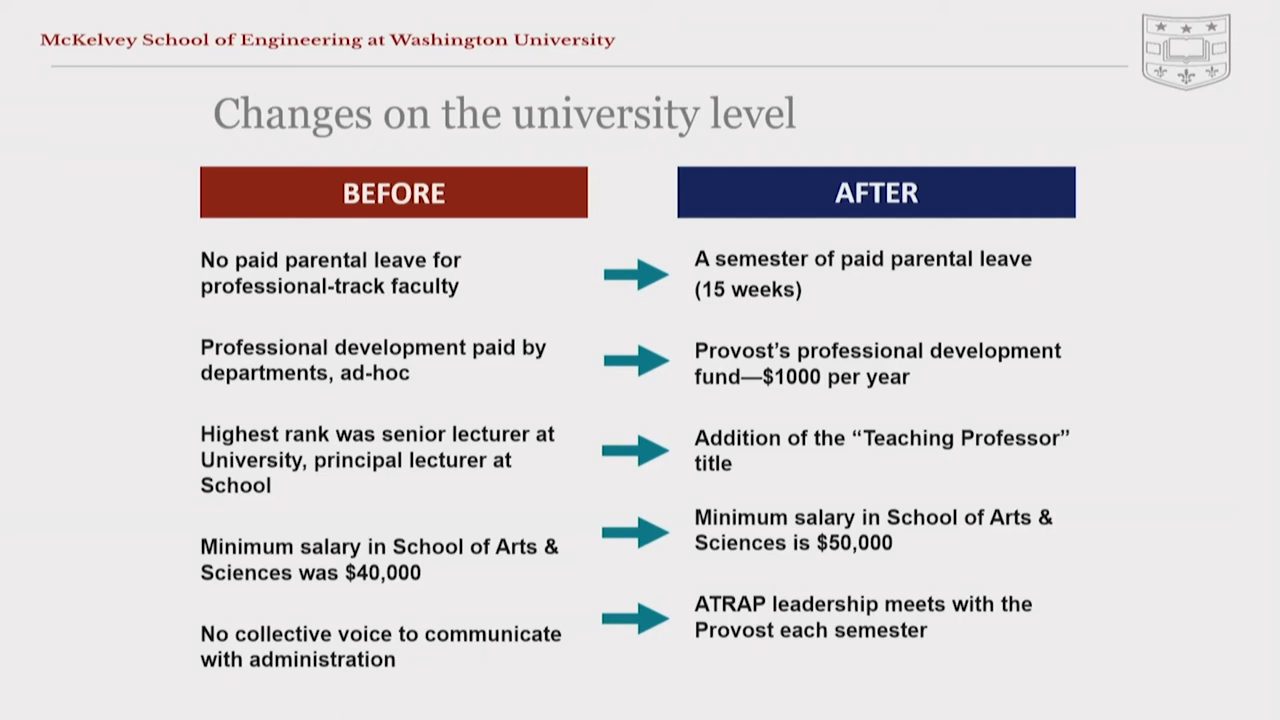 McKelvey School of Engineering at Washington University
Changes on the university level
BEFORE
AFTER
No paid parental leave for
professional-track faculty
A semester of paid parental leave
(15 weeks)
Professional development paid by
departments, ad-hoc
Provost's professional development
fund—$1000 per year
Highest rank was senior lecturer at
University, principal lecturer at
School
Addition of the “Teaching Professor”
title
Minimum salary in School of Arts &
Sciences was $40,000
Minimum salary in School of Arts &
Sciences is $50,000
No collective voice to communicate
with administration
ATRAP leadership meets with the
Provost each semester